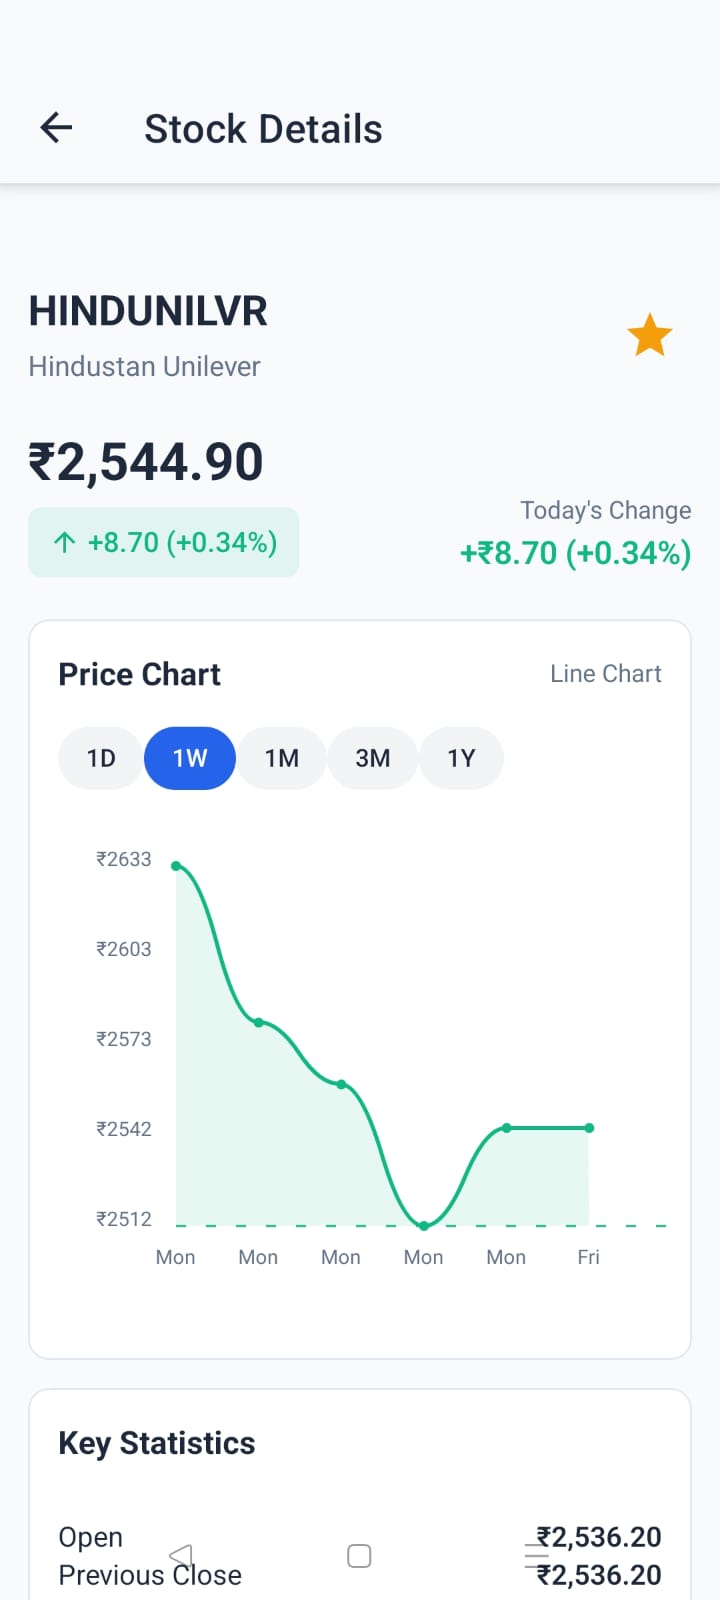 Stock Details
HINDUNILVR
Hindustan Unilever
₹2,544.90
↑ +8.70 (+0.34%)
Today's Change
+₹8.70 (+0.34%)
Price Chart
Line Chart
1D 1W 1M 3M 1Y
₹2633
₹2603
₹2573
₹2542
₹2512
Mon Mon Mon Mon Mon Fri
Key Statistics
Open ₹2,536.20
Previous Close ₹2,536.20